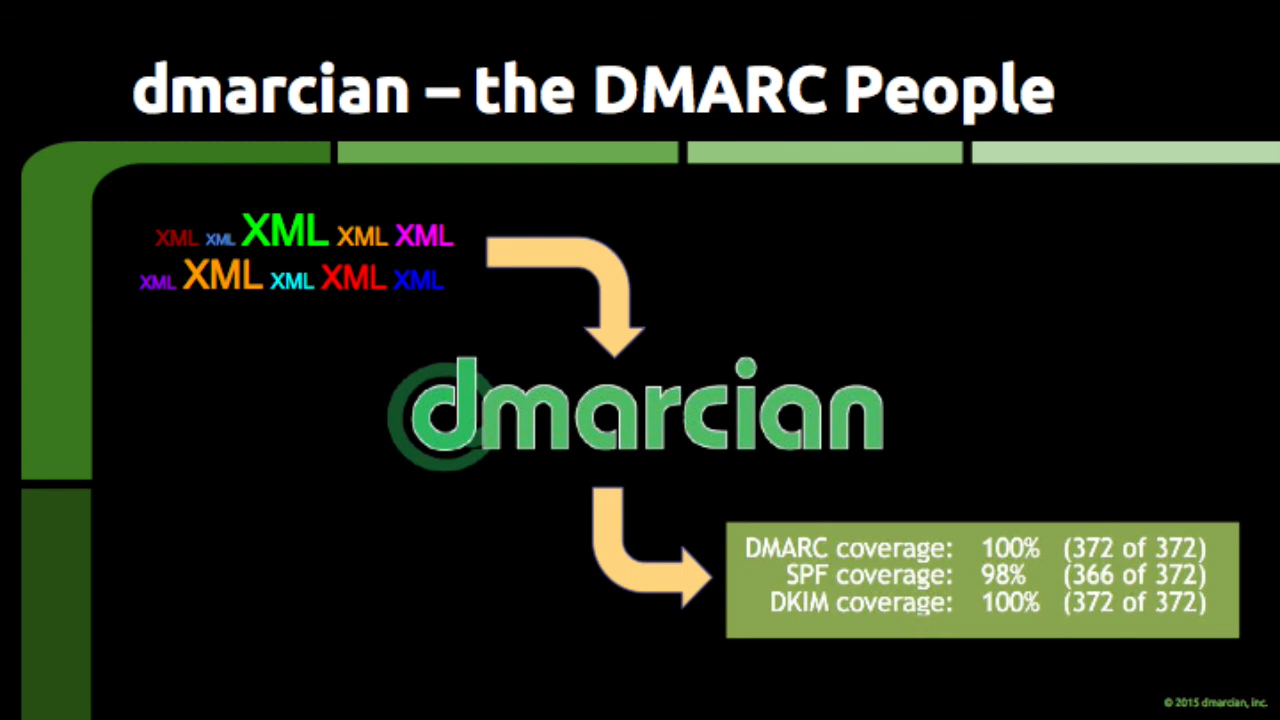 dmarcian – the DMARC People
XML XML XML XML XML
XML XML XML XML XML
dmarcian
DMARC coverage: 100% (372 of 372)
SPF coverage: 98% (366 of 372)
DKIM coverage: 100% (372 of 372)
© 2015 dmarcian, inc.